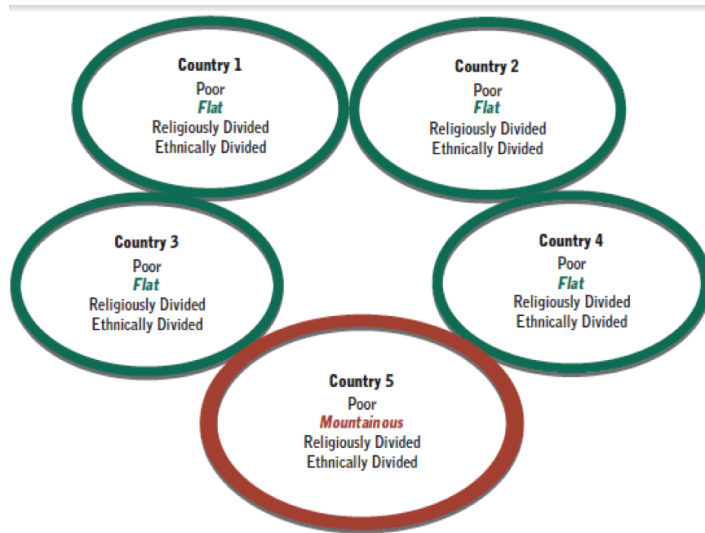 Country 1
Poor
Flat
Religiously Divided
Ethnically Divided
Country 2
Poor
Flat
Religiously Divided
Ethnically Divided
Country 3
Poor
Flat
Religiously Divided
Ethnically Divided
Country 4
Poor
Flat
Religiously Divided
Ethnically Divided
Country 5
Poor
Mountainous
Religiously Divided
Ethnically Divided